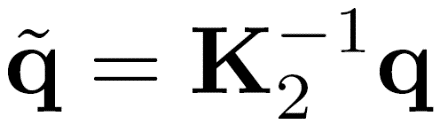 q̃ = K₂⁻¹q